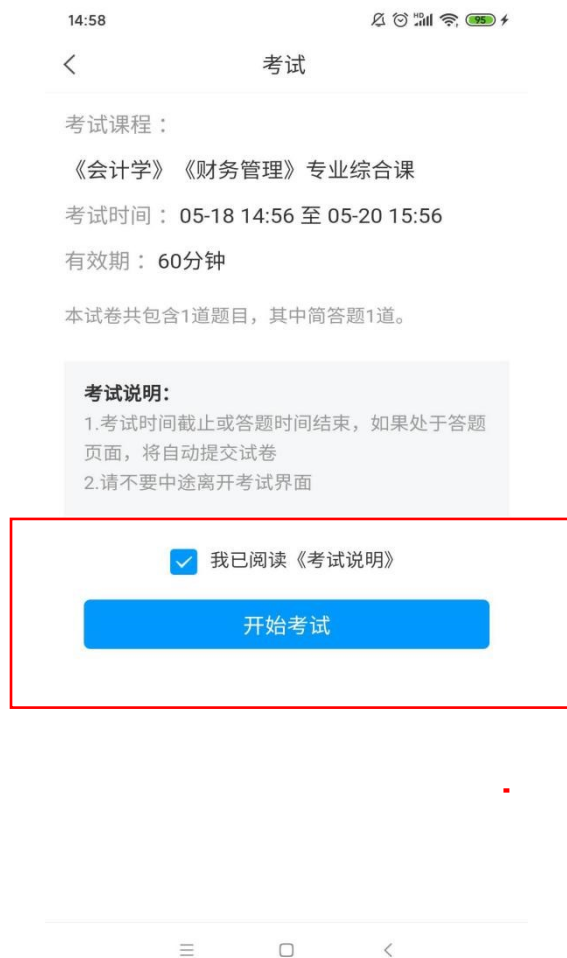 14:58
HD
95
考试
考试课程：
《会计学》《财务管理》专业综合课
考试时间： 05-18 14:56 至 05-20 15:56
有效期： 60分钟
本试卷共包含1道题目，其中简答题1道。
考试说明：
1.考试时间截止或答题时间结束，如果处于答题
页面，将自动提交试卷
2.请不要中途离开考试界面
我已阅读《考试说明》
开始考试